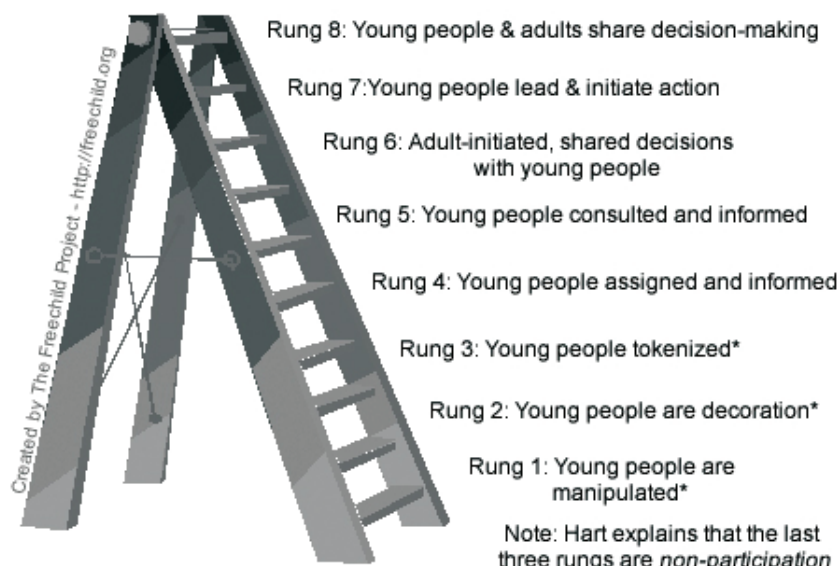 Rung 8: Young people & adults share decision-making
Rung 7:Young people lead & initiate action
Rung 6: Adult-initiated, shared decisions
with young people
Rung 5: Young people consulted and informed
Rung 4: Young people assigned and informed
Rung 3: Young people tokenized*
Rung 2: Young people are decoration*
Rung 1: Young people are
manipulated*
Note: Hart explains that the last
three rungs are non-participation
Created by The Freechild Project - http://freechild.org